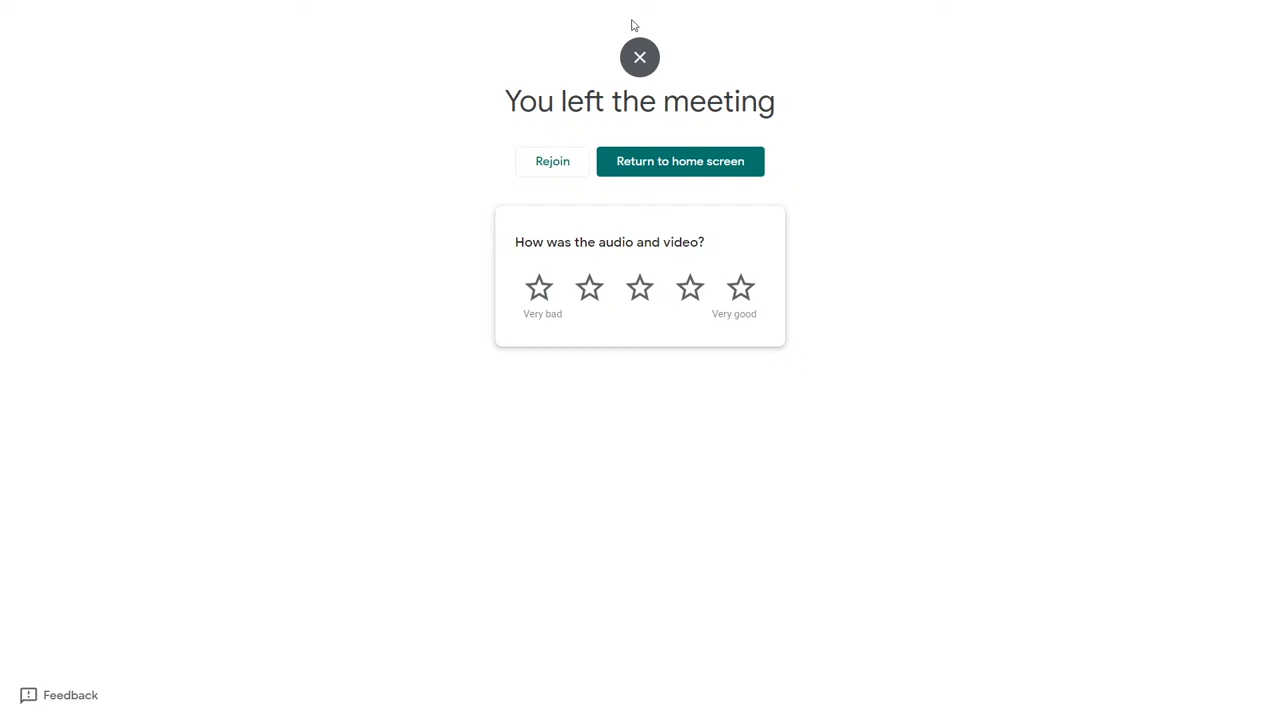 You left the meeting
Rejoin
Return to home screen
How was the audio and video?
Very bad
Very good
Feedback